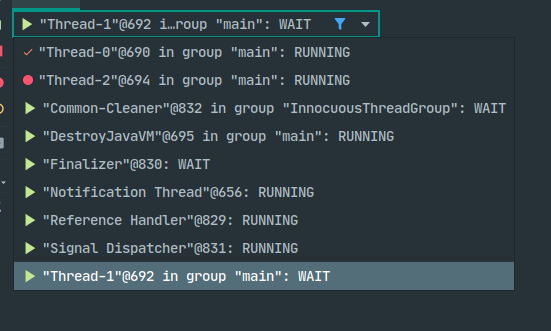 "Thread-1"@692 i…roup "main": WAIT
"Thread-0"@690 in group "main": RUNNING
"Thread-2"@694 in group "main": RUNNING
"Common-Cleaner"@832 in group "InnocuousThreadGroup": WAIT
"DestroyJavaVM"@695 in group "main": RUNNING
"Finalizer"@830: WAIT
"Notification Thread"@656: RUNNING
"Reference Handler"@829: RUNNING
"Signal Dispatcher"@831: RUNNING
"Thread-1"@692 in group "main": WAIT